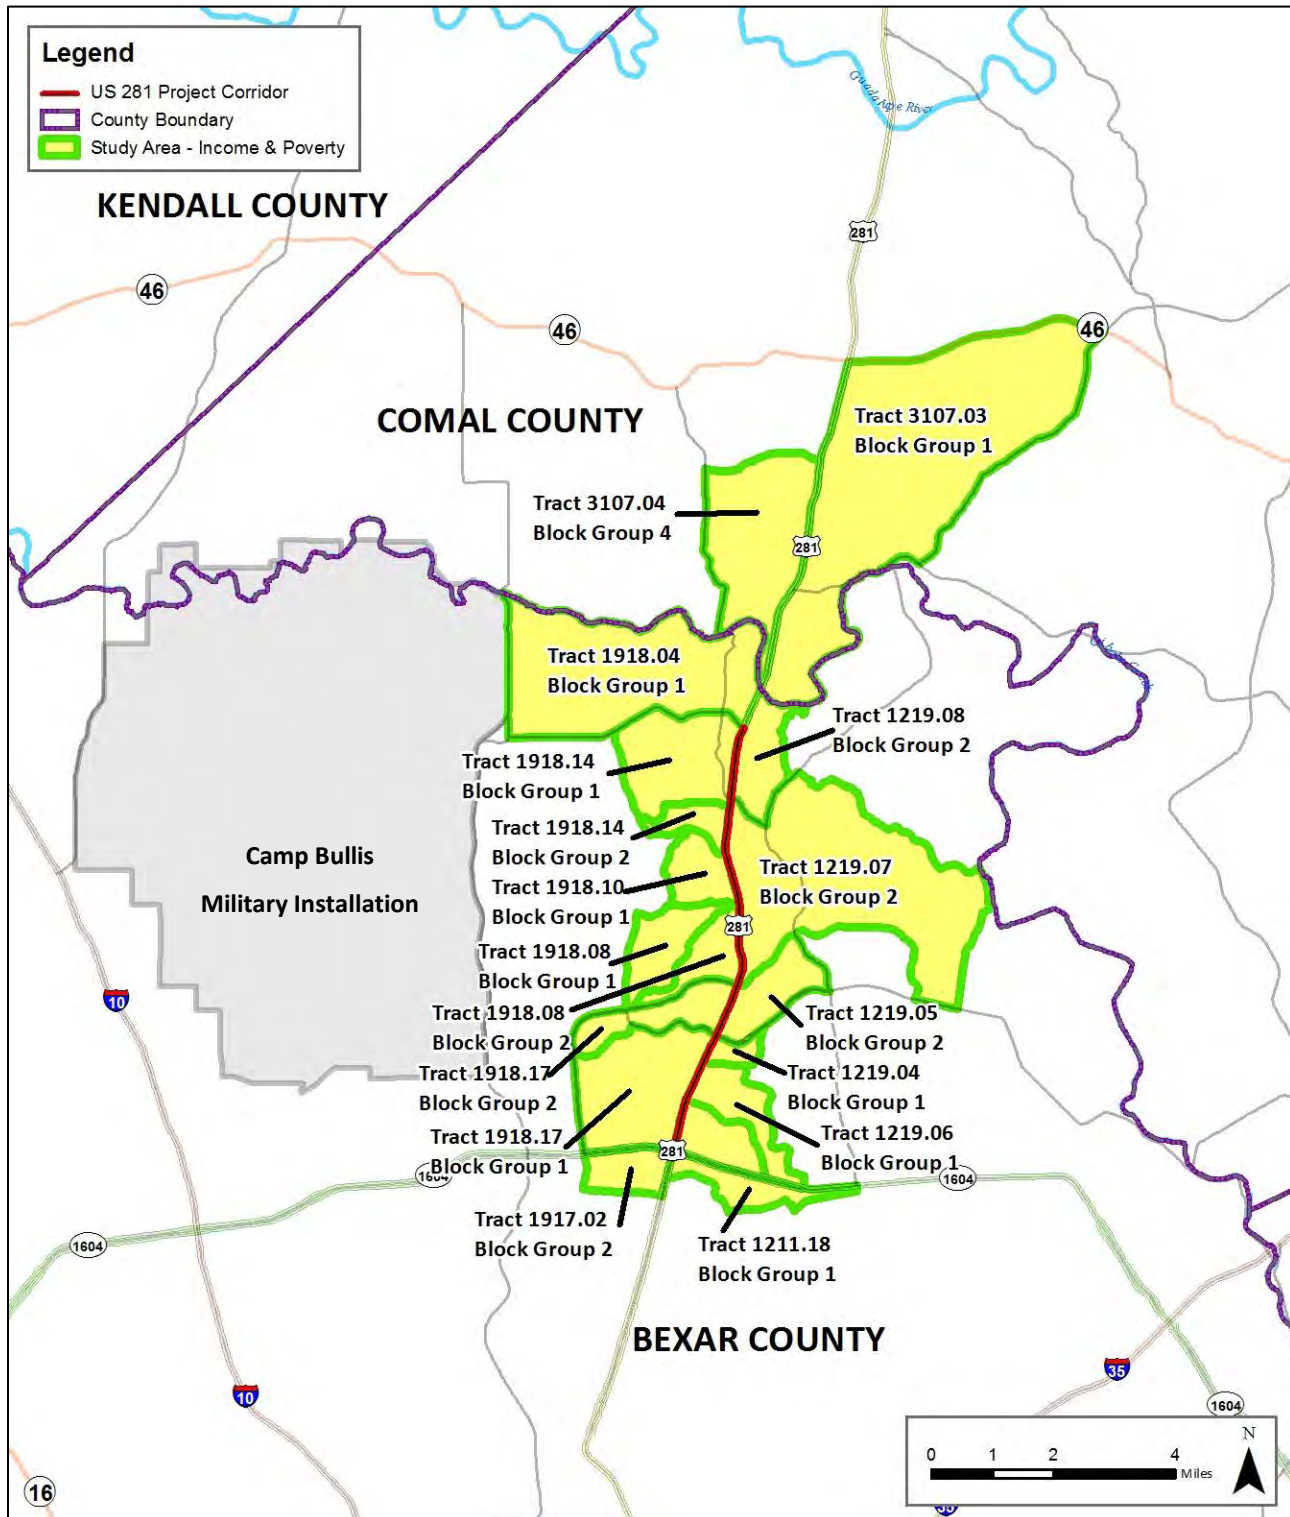 Legend
US 281 Project Corridor
County Boundary
Study Area - Income & Poverty
Guadalupe River
KENDALL COUNTY
281
46
46
46
COMAL COUNTY
Tract 3107.03
Block Group 1
Tract 3107.04
Block Group 4
281
Tract 1918.04
Block Group 1
Tract 1219.08
Block Group 2
Tract 1918.14
Block Group 1
Tract 1918.14
Block Group 2
Camp Bullis
Military Installation
Tract 1219.07
Block Group 2
Tract 1918.10
Block Group 1
281
Tract 1918.08
Block Group 1
10
Tract 1918.08
Block Group 2
Tract 1219.05
Block Group 2
Tract 1918.17
Block Group 2
Tract 1219.04
Block Group 1
Tract 1918.17
Block Group 1
Tract 1219.06
Block Group 1
281
1604
1604
1604
Tract 1917.02
Block Group 2
Tract 1211.18
Block Group 1
BEXAR COUNTY
35
10
1604
0 1 2 4
Miles
N
16
35